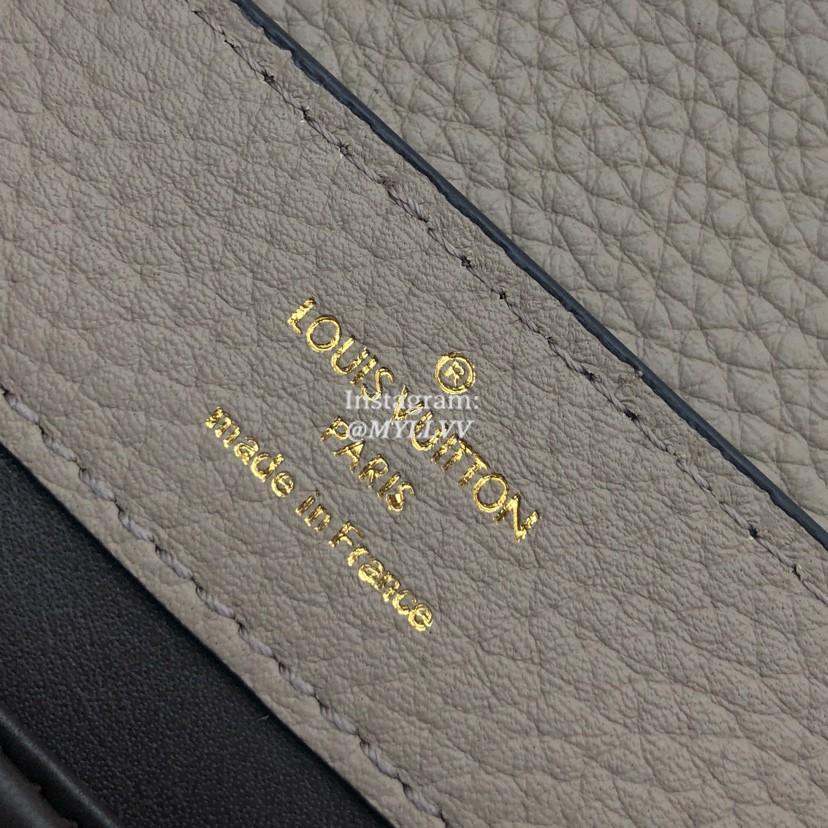 ®
LOUIS VUITTON
PARIS
made in France
Instagram:
@MYLLVV